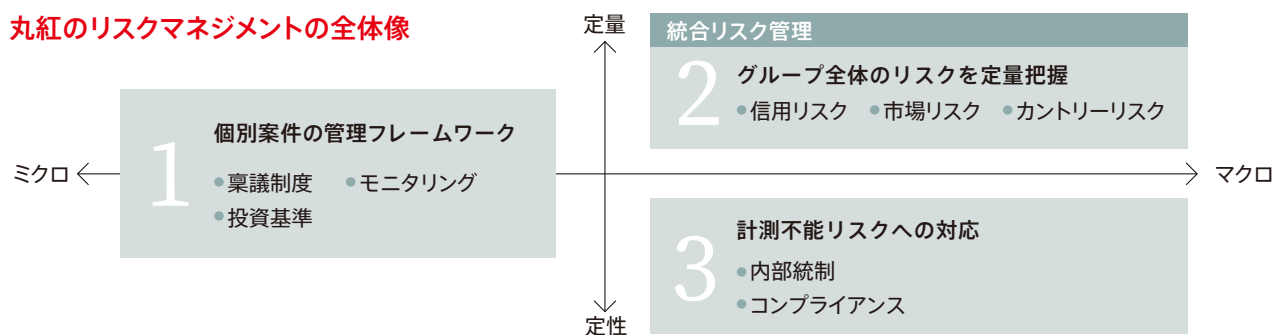 丸紅のリスクマネジメントの全体像
定量
統合リスク管理
2
グループ全体のリスクを定量把握
●信用リスク ●市場リスク ●カントリーリスク
1
個別案件の管理フレームワーク
●稟議制度 ●モニタリング
●投資基準
ミクロ
マクロ
3
計測不能リスクへの対応
●内部統制
●コンプライアンス
定性